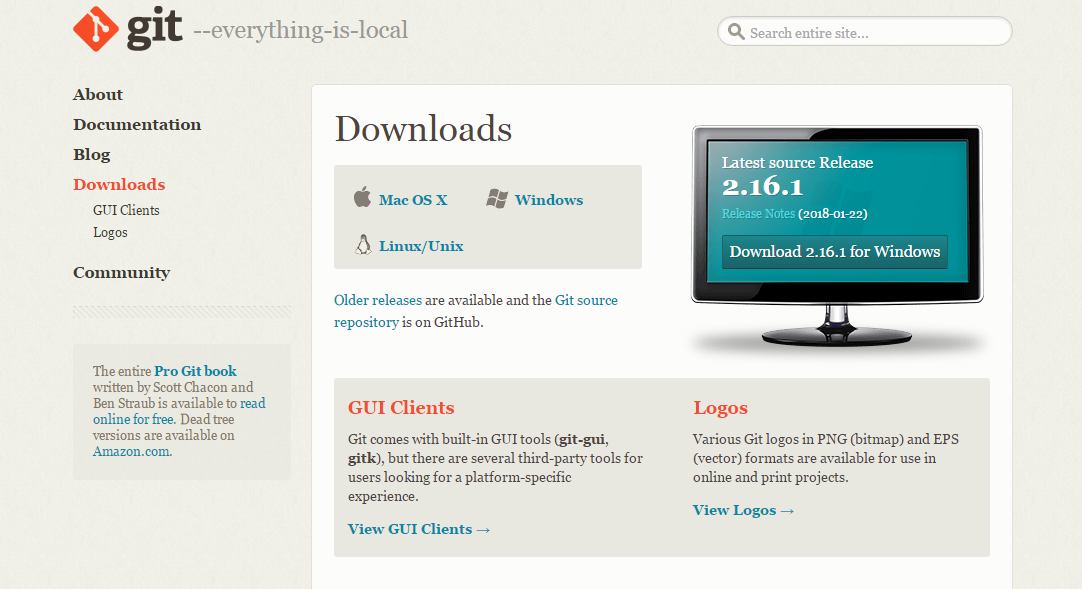 git --everything-is-local
Search entire site...
About
Documentation
Blog
Downloads
GUI Clients
Logos
Community
The entire Pro Git book
written by Scott Chacon and
Ben Straub is available to read
online for free. Dead tree
versions are available on
Amazon.com.
Downloads
Mac OS X
Windows
Linux/Unix
Older releases are available and the Git source
repository is on GitHub.
Latest source Release
2.16.1
Release Notes (2018-01-22)
Download 2.16.1 for Windows
GUI Clients
Git comes with built-in GUI tools (git-gui,
gitk), but there are several third-party tools for
users looking for a platform-specific
experience.
View GUI Clients →
Logos
Various Git logos in PNG (bitmap) and EPS
(vector) formats are available for use in
online and print projects.
View Logos →